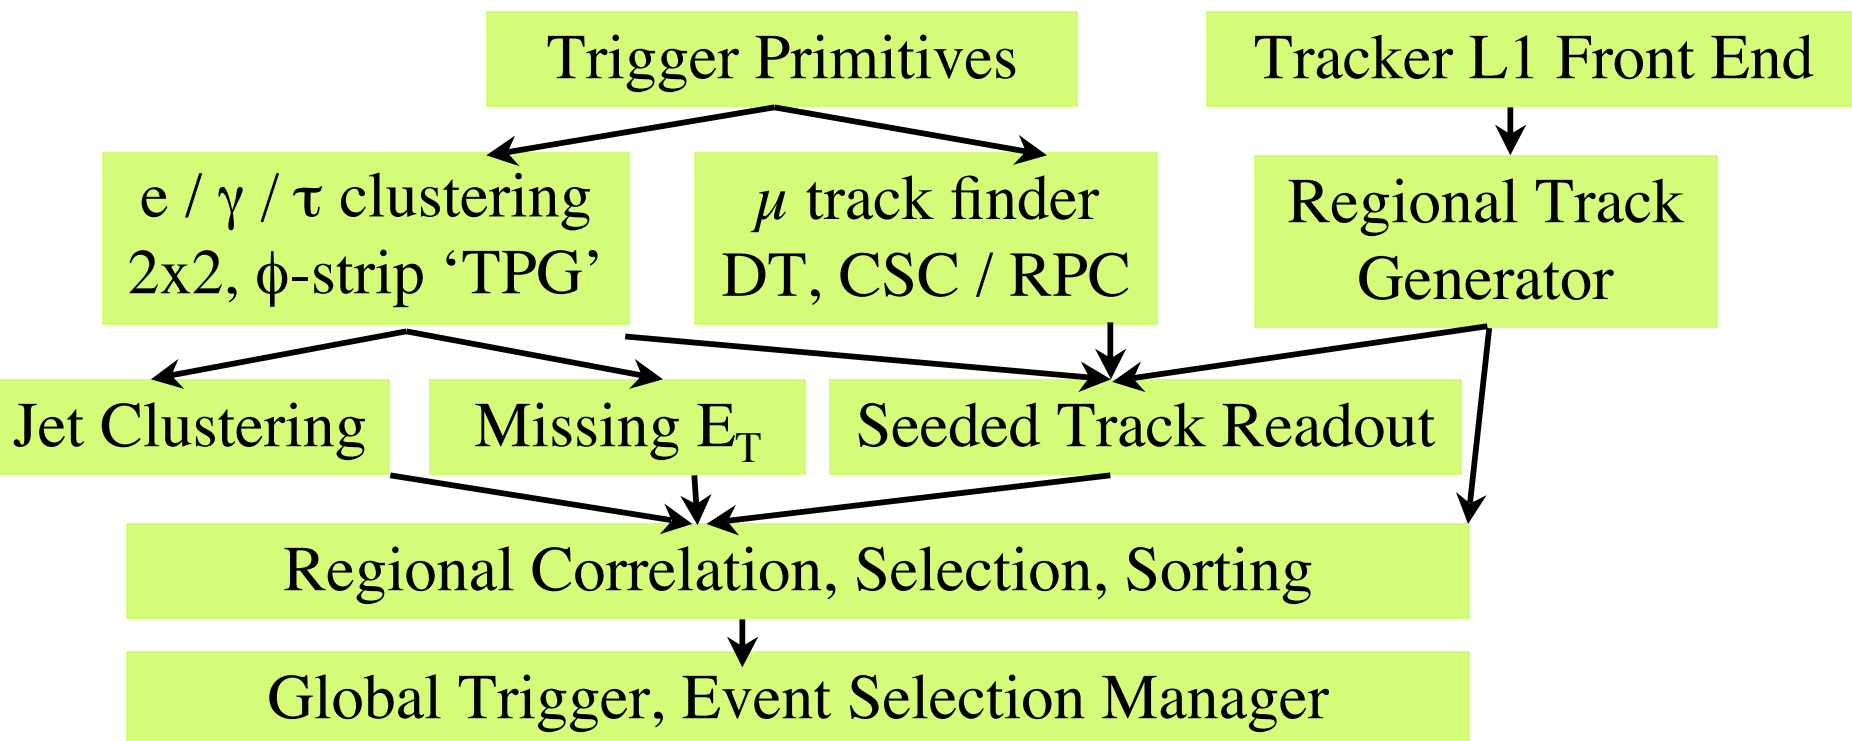 Trigger Primitives
Tracker L1 Front End
e / γ / τ clustering
2x2, ϕ-strip ‘TPG’
μ track finder
DT, CSC / RPC
Regional Track
Generator
Jet Clustering
Missing E_T
Seeded Track Readout
Regional Correlation, Selection, Sorting
Global Trigger, Event Selection Manager